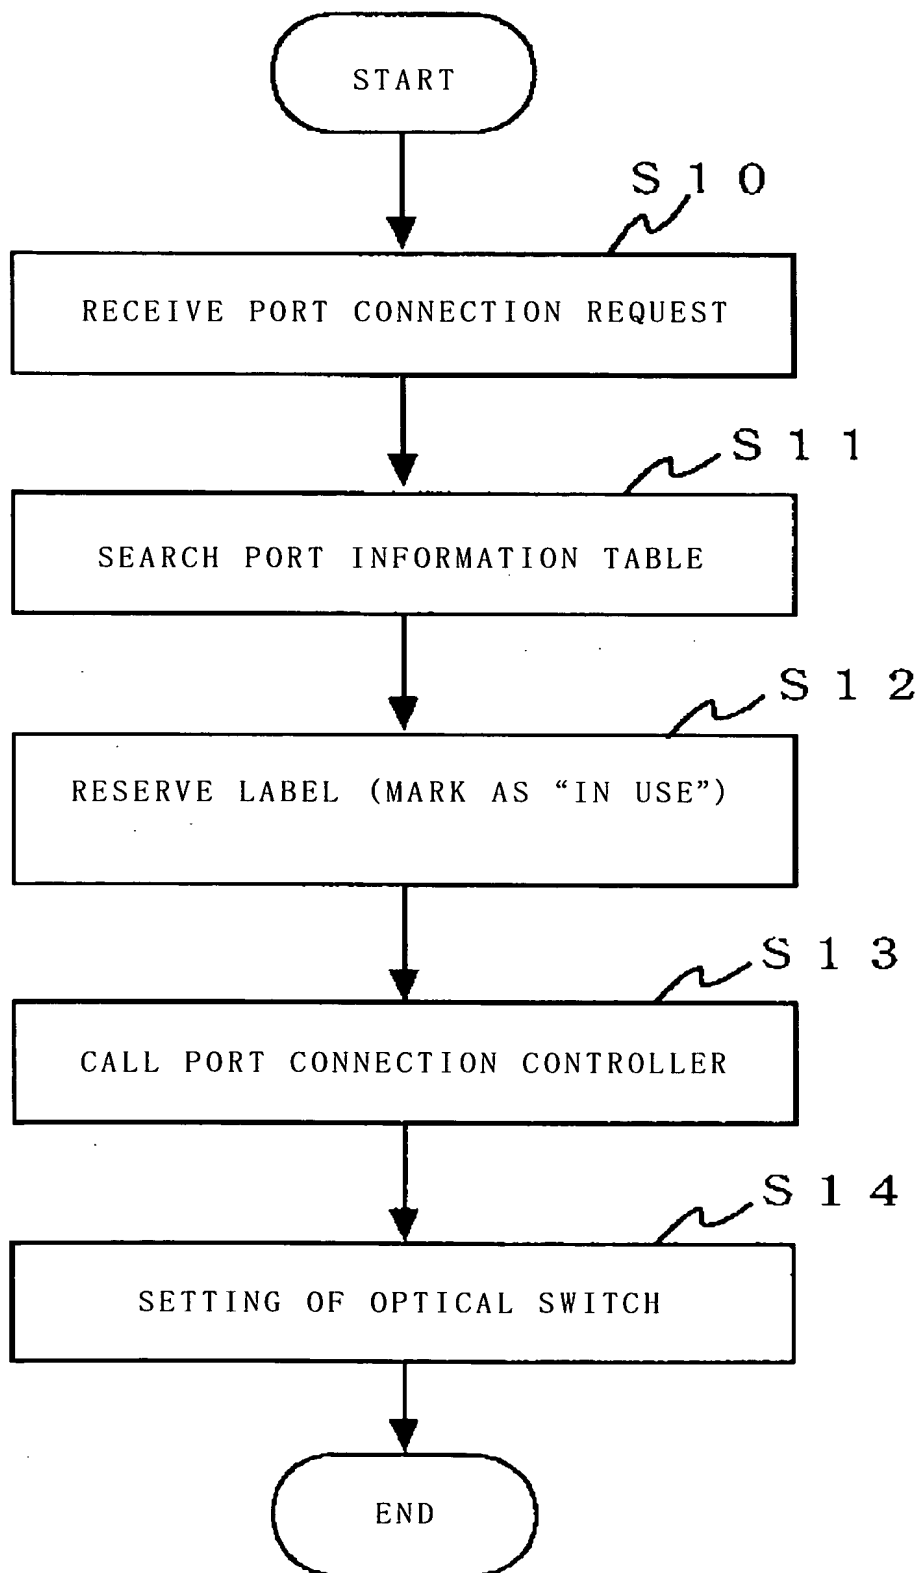 START
S10
RECEIVE PORT CONNECTION REQUEST
S11
SEARCH PORT INFORMATION TABLE
S12
RESERVE LABEL (MARK AS “IN USE”)
S13
CALL PORT CONNECTION CONTROLLER
S14
SETTING OF OPTICAL SWITCH
END